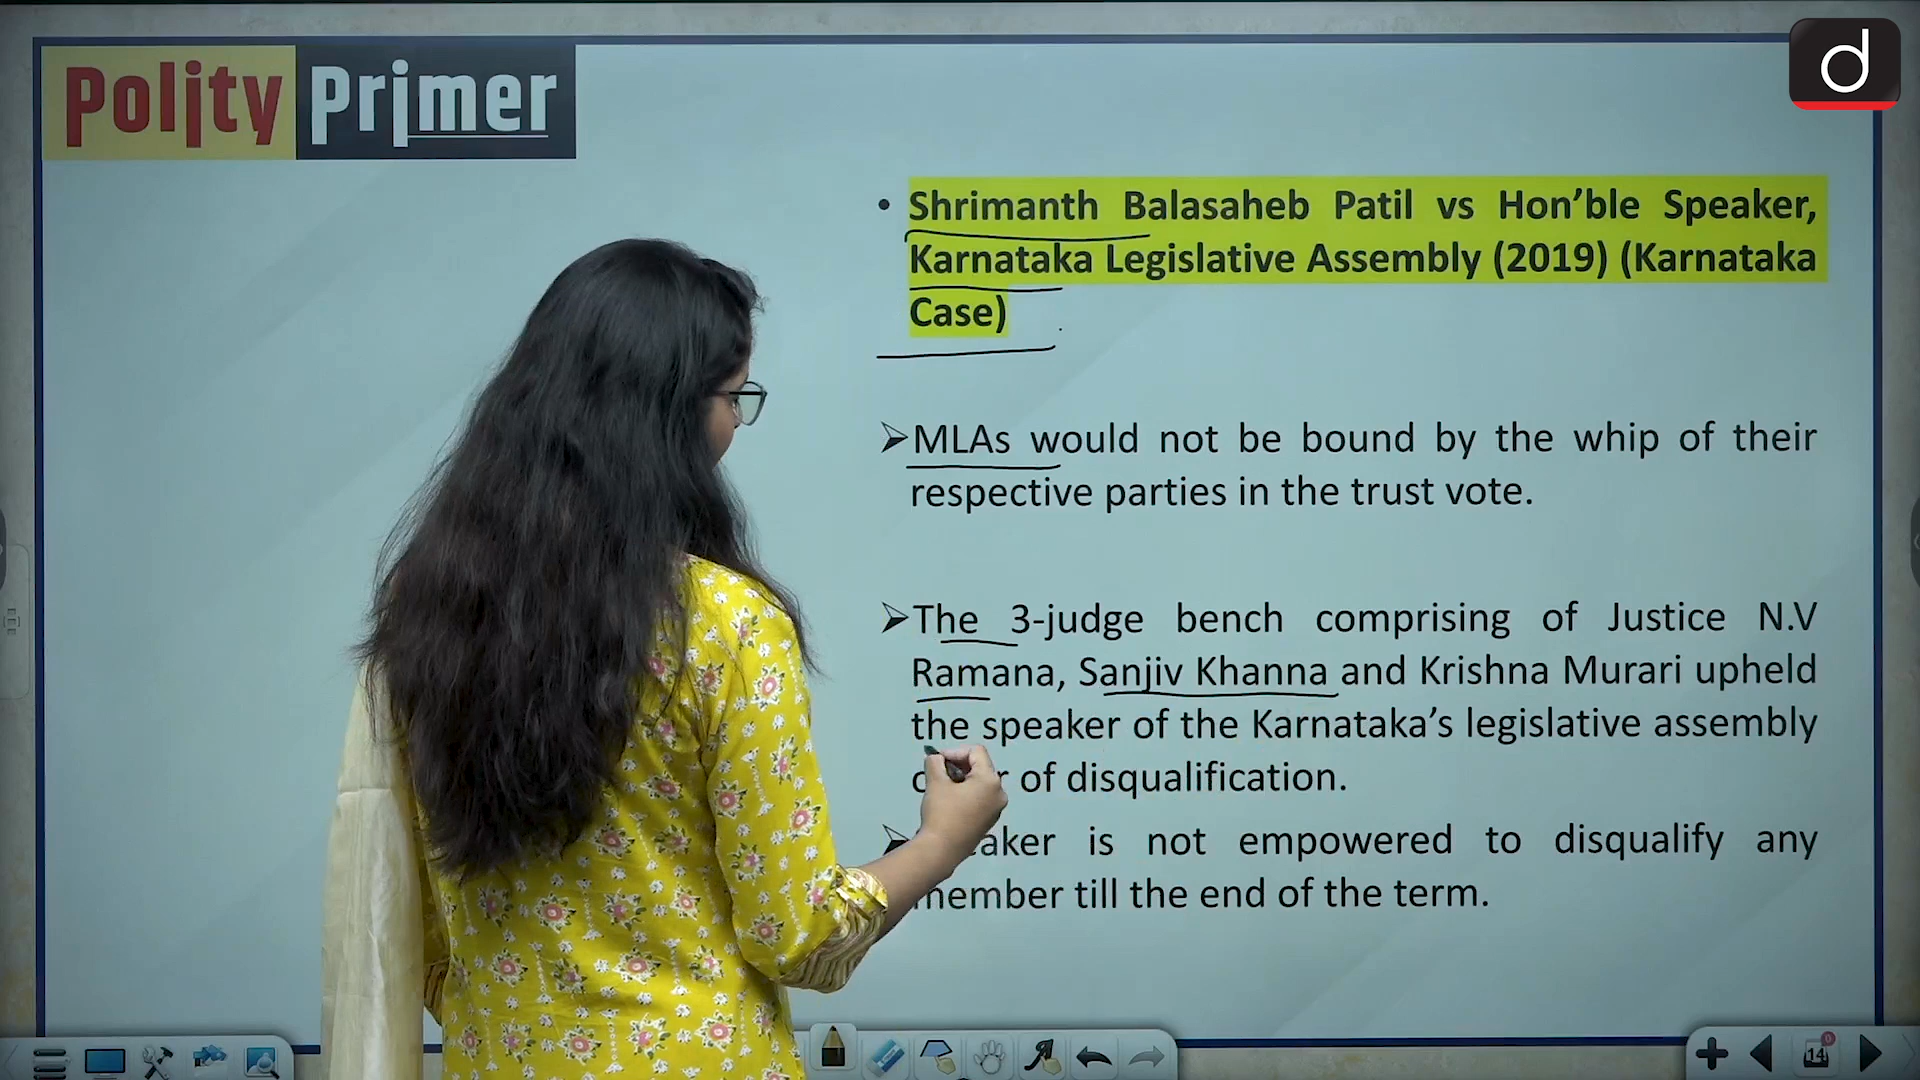 Polity Primer
d
• Shrimanth Balasaheb Patil vs Hon’ble Speaker,
Karnataka Legislative Assembly (2019) (Karnataka
Case)
➢MLAs would not be bound by the whip of their
respective parties in the trust vote.
➢The 3-judge bench comprising of Justice N.V
Ramana, Sanjiv Khanna and Krishna Murari upheld
the speaker of the Karnataka’s legislative assembly
of disqualification.
is not empowered to disqualify any
member till the end of the term.
14